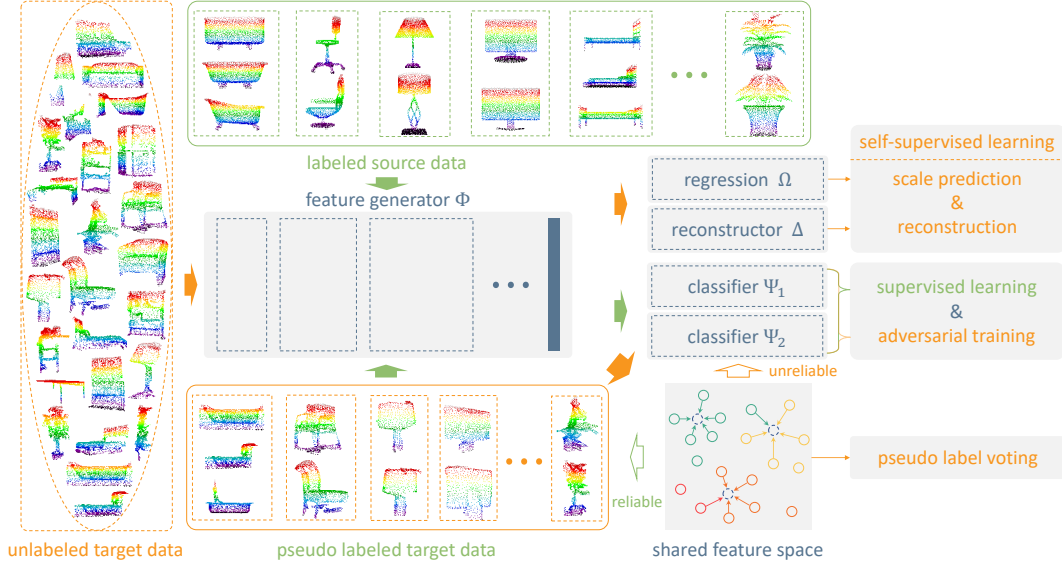 labeled source data
feature generator Φ
regression Ω
reconstructor Δ
classifier Ψ1
classifier Ψ2
self-supervised learning
scale prediction
&
reconstruction
supervised learning
&
adversarial training
unreliable
reliable
pseudo label voting
unlabeled target data
pseudo labeled target data
shared feature space